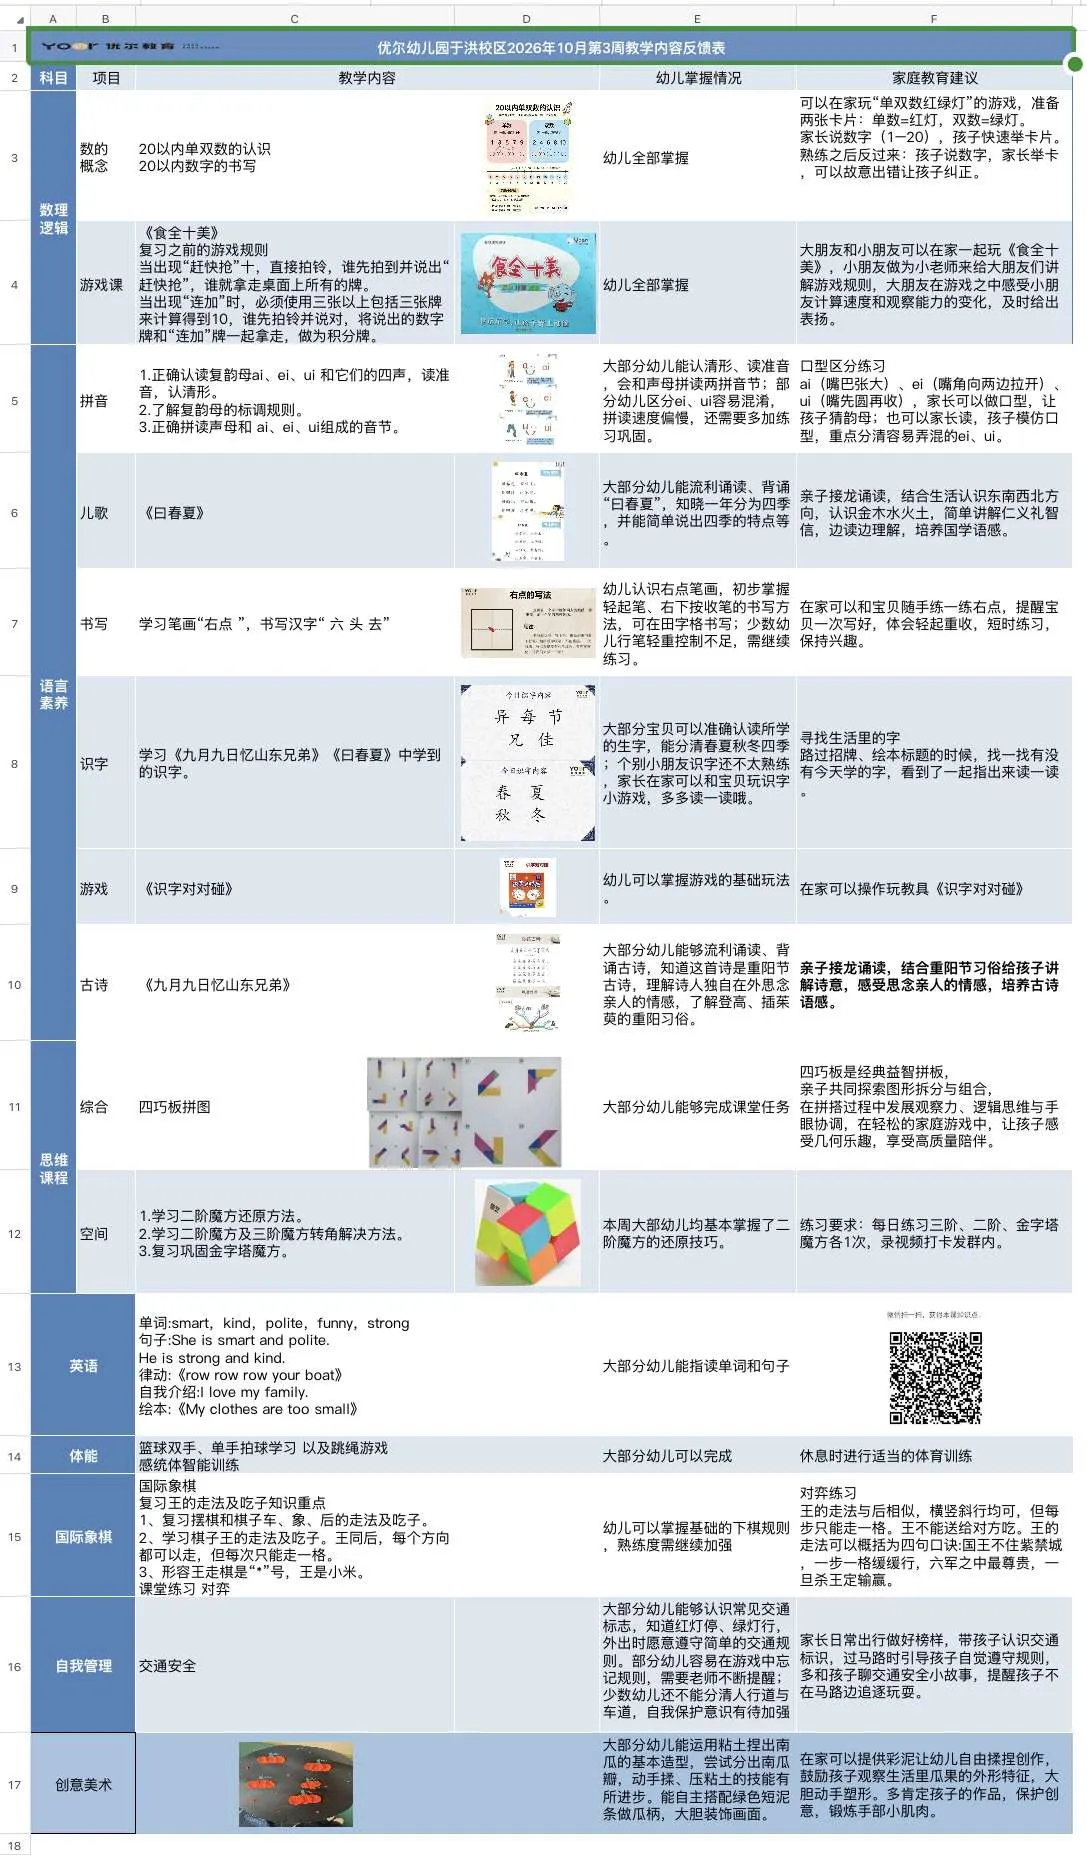 A B C D E F
1 YOOr 优尔教育 优尔幼儿园于洪校区2026年10月第3周教学内容反馈表
2 科目 项目 教学内容 幼儿掌握情况 家庭教育建议
数理
逻辑
3
数的
概念
20以内单双数的认识
20以内数字的书写
20以内单双数的认识
单数
双数
1 3 5 7 9
2 4 6 8 10
幼儿全部掌握
可以在家玩“单双数红绿灯”的游戏，准备
两张卡片：单数=红灯，双数=绿灯。
家长说数字（1—20），孩子快速举卡片。
熟练之后反过来：孩子说数字，家长举卡
，可以故意出错让孩子纠正。
4
游戏课
《食全十美》
复习之前的游戏规则
当出现“赶快抢”十，直接拍铃，谁先拍到并说出“
赶快抢”，谁就拿走桌面上所有的牌。
当出现“连加”时，必须使用三张以上包括三张牌
来计算得到10，谁先拍铃并说对，将说出的数字
牌和“连加”牌一起拿走，做为积分牌。
食全十美
幼儿全部掌握
大朋友和小朋友可以在家一起玩《食全十
美》，小朋友做为小老师来给大朋友们讲
解游戏规则，大朋友在游戏之中感受小朋
友计算速度和观察能力的变化，及时给出
表扬。
语言
素养
5
拼音
1.正确认读复韵母ai、ei、ui 和它们的四声，读准
音，认清形。
2.了解复韵母的标调规则。
3.正确拼读声母和 ai、ei、ui组成的音节。
大部分幼儿能认清形、读准音
，会和声母拼读两拼音节；部
分幼儿区分ei、ui容易混淆，
拼读速度偏慢，还需要多加练
习巩固。
口型区分练习
ai（嘴巴张大）、ei（嘴角向两边拉开）、
ui（嘴先圆再收），家长可以做口型，让
孩子猜韵母；也可以家长读，孩子模仿口
型，重点分清容易弄混的ei、ui。
6
儿歌
《曰春夏》
大部分幼儿能流利诵读、背诵
“曰春夏”，知晓一年分为四季
，并能简单说出四季的特点等
。
亲子接龙诵读，结合生活认识东南西北方
向，认识金木水火土，简单讲解仁义礼智
信，边读边理解，培养国学语感。
7
书写
学习笔画“右点 ”，书写汉字“ 六 头 去”
右点的写法
幼儿认识右点笔画，初步掌握
轻起笔、右下按收笔的书写方
法，可在田字格书写；少数幼
儿行笔轻重控制不足，需继续
练习。
在家可以和宝贝随手练一练右点，提醒宝
贝一次写好，体会轻起重收，短时练习，
保持兴趣。
8
识字
学习《九月九日忆山东兄弟》《曰春夏》中学到
的识字。
今日识字内容
异 每 节
兄 佳
今日识字内容
春 夏
秋 冬
大部分宝贝可以准确认读所学
的生字，能分清春夏秋冬四季
；个别小朋友识字还不太熟练
，家长在家可以和宝贝玩识字
小游戏，多多读一读哦。
寻找生活里的字
路过招牌、绘本标题的时候，找一找有没
有今天学的字，看到了一起指出来读一读
。
9
游戏
《识字对对碰》
幼儿可以掌握游戏的基础玩法
。
在家可以操作玩教具《识字对对碰》
10
古诗
《九月九日忆山东兄弟》
大部分幼儿能够流利诵读、背
诵古诗，知道这首诗是重阳节
古诗，理解诗人独自在外思念
亲人的情感，了解登高、插茱
萸的重阳习俗。
亲子接龙诵读，结合重阳节习俗给孩子讲
解诗意，感受思念亲人的情感，培养古诗
语感。
思维
课程
11
综合
四巧板拼图
大部分幼儿能够完成课堂任务
四巧板是经典益智拼板，
亲子共同探索图形拆分与组合，
在拼搭过程中发展观察力、逻辑思维与手
眼协调，在轻松的家庭游戏中，让孩子感
受几何乐趣，享受高质量陪伴。
12
空间
1.学习二阶魔方还原方法。
2.学习二阶魔方及三阶魔方转角解决方法。
3.复习巩固金字塔魔方。
本周大部幼儿均基本掌握了二
阶魔方的还原技巧。
练习要求：每日练习三阶、二阶、金字塔
魔方各1次，录视频打卡发群内。
13
英语
单词:smart，kind，polite，funny，strong
句子:She is smart and polite.
He is strong and kind.
律动:《row row row your boat》
自我介绍:I love my family.
绘本:《My clothes are too small》
大部分幼儿能指读单词和句子
微信扫一扫，获得本课知识点
14
体能
篮球双手、单手拍球学习 以及跳绳游戏
感统体智能训练
大部分幼儿可以完成
休息时进行适当的体育训练
15
国际象棋
国际象棋
复习王的走法及吃子知识重点
1、复习摆棋和棋子车、象、后的走法及吃子。
2、学习棋子王的走法及吃子。王同后，每个方向
都可以走，但每次只能走一格。
3、形容王走棋是“*”号，王是小米。
课堂练习 对弈
幼儿可以掌握基础的下棋规则
，熟练度需继续加强
对弈练习
王的走法与后相似，横竖斜行均可，但每
步只能走一格。王不能送给对方吃。王的
走法可以概括为四句口诀:国王不住紫禁城
，一步一格缓缓行，六军之中最尊贵，一
旦杀王定输赢。
16
自我管理
交通安全
大部分幼儿能够认识常见交通
标志，知道红灯停、绿灯行，
外出时愿意遵守简单的交通规
则。部分幼儿容易在游戏中忘
记规则，需要老师不断提醒；
少数幼儿还不能分清人行道与
车道，自我保护意识有待加强
家长日常出行做好榜样，带孩子认识交通
标识，过马路时引导孩子自觉遵守规则，
多和孩子聊交通安全小故事，提醒孩子不
在马路边追逐玩耍。
17
创意美术
大部分幼儿能运用粘土捏出南
瓜的基本造型，尝试分出南瓜
瓣，动手揉、压粘土的技能有
所进步。能自主搭配绿色短泥
条做瓜柄，大胆装饰画面。
在家可以提供彩泥让幼儿自由揉捏创作，
鼓励孩子观察生活里瓜果的外形特征，大
胆动手塑形。多肯定孩子的作品，保护创
意，锻炼手部小肌肉。
18